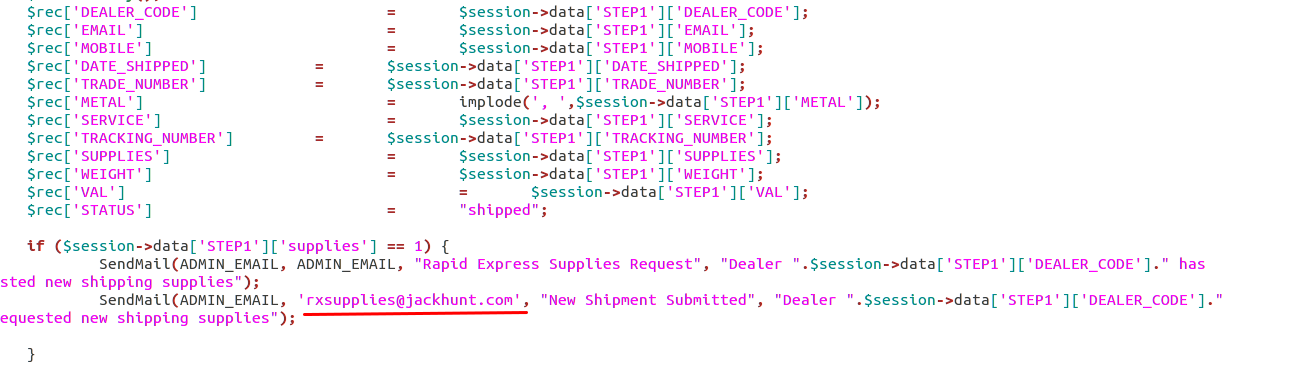 $rec['DEALER_CODE'] = $session->data['STEP1']['DEALER_CODE'];
$rec['EMAIL'] = $session->data['STEP1']['EMAIL'];
$rec['MOBILE'] = $session->data['STEP1']['MOBILE'];
$rec['DATE_SHIPPED'] = $session->data['STEP1']['DATE_SHIPPED'];
$rec['TRADE_NUMBER'] = $session->data['STEP1']['TRADE_NUMBER'];
$rec['METAL'] = implode(', ',$session->data['STEP1']['METAL']);
$rec['SERVICE'] = $session->data['STEP1']['SERVICE'];
$rec['TRACKING_NUMBER'] = $session->data['STEP1']['TRACKING_NUMBER'];
$rec['SUPPLIES'] = $session->data['STEP1']['SUPPLIES'];
$rec['WEIGHT'] = $session->data['STEP1']['WEIGHT'];
$rec['VAL'] = $session->data['STEP1']['VAL'];
$rec['STATUS'] = "shipped";
if ($session->data['STEP1']['supplies'] == 1) {
SendMail(ADMIN_EMAIL, ADMIN_EMAIL, "Rapid Express Supplies Request", "Dealer ".$session->data['STEP1']['DEALER_CODE']." has
sted new shipping supplies");
SendMail(ADMIN_EMAIL, 'rxsupplies@jackhunt.com', "New Shipment Submitted", "Dealer ".$session->data['STEP1']['DEALER_CODE']."
equested new shipping supplies");
}